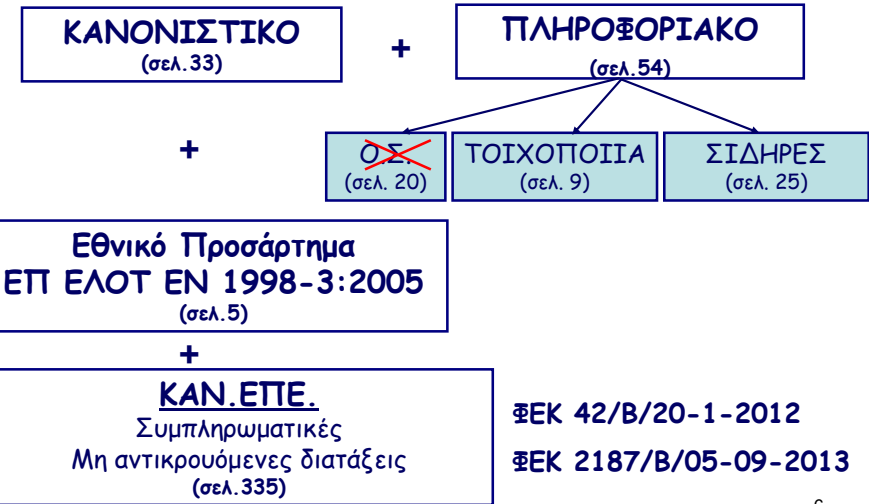 ΚΑΝΟΝΙΣΤΙΚΟ
(σελ.33)
+
ΠΛΗΡΟΦΟΡΙΑΚΟ
(σελ.54)
+
Ο.Σ.
(σελ. 20)
ΤΟΙΧΟΠΟΙΙΑ
(σελ. 9)
ΣΙΔΗΡΕΣ
(σελ. 25)
Εθνικό Προσάρτημα
ΕΠ ΕΛΟΤ ΕΝ 1998-3:2005
(σελ.5)
+
ΚΑΝ.ΕΠΕ.
Συμπληρωματικές
Μη αντικρουόμενες διατάξεις
(σελ.335)
ΦΕΚ 42/Β/20-1-2012
ΦΕΚ 2187/Β/05-09-2013